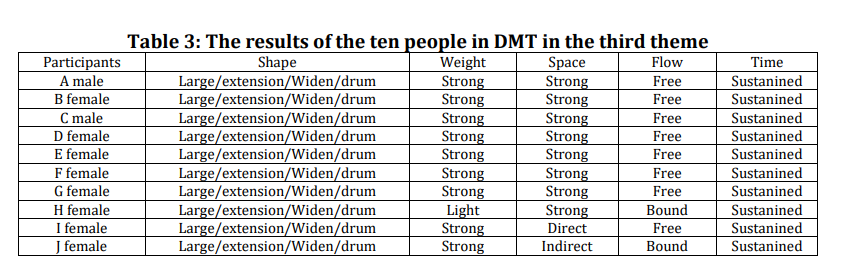 Table 3: The results of the ten people in DMT in the third theme
Participants Shape Weight Space Flow Time
A male Large/extension/Widen/drum Strong Strong Free Sustanined
B female Large/extension/Widen/drum Strong Strong Free Sustanined
C male Large/extension/Widen/drum Strong Strong Free Sustanined
D female Large/extension/Widen/drum Strong Strong Free Sustanined
E female Large/extension/Widen/drum Strong Strong Free Sustanined
F female Large/extension/Widen/drum Strong Strong Free Sustanined
G female Large/extension/Widen/drum Strong Strong Free Sustanined
H female Large/extension/Widen/drum Light Strong Bound Sustanined
I female Large/extension/Widen/drum Strong Direct Free Sustanined
J female Large/extension/Widen/drum Strong Indirect Bound Sustanined